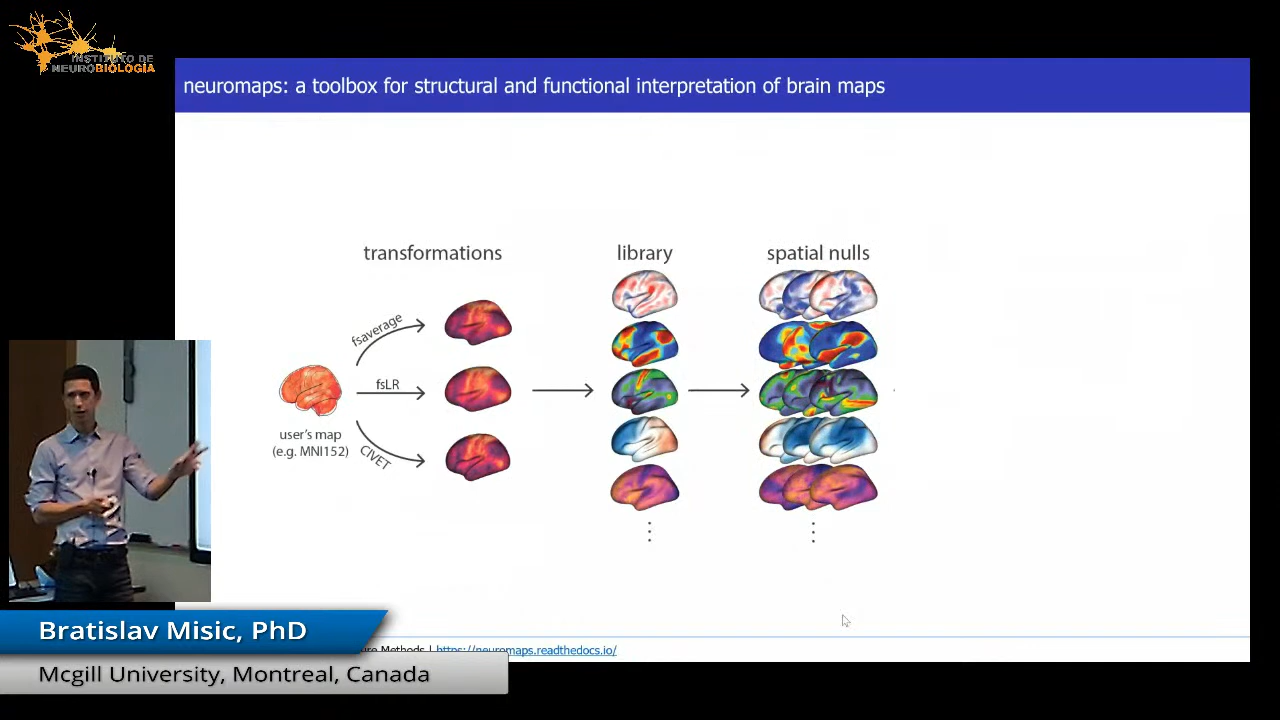 INSTITUTO DE
NEUROBIOLOGÍA
neuromaps: a toolbox for structural and functional interpretation of brain maps
transformations
library
spatial nulls
fsaverage
fsLR
CIVET
user's map
(e.g. MNI152)
Methods | https://neuromaps.readthedocs.io/
Bratislav Misic, PhD
Mcgill University, Montreal, Canada